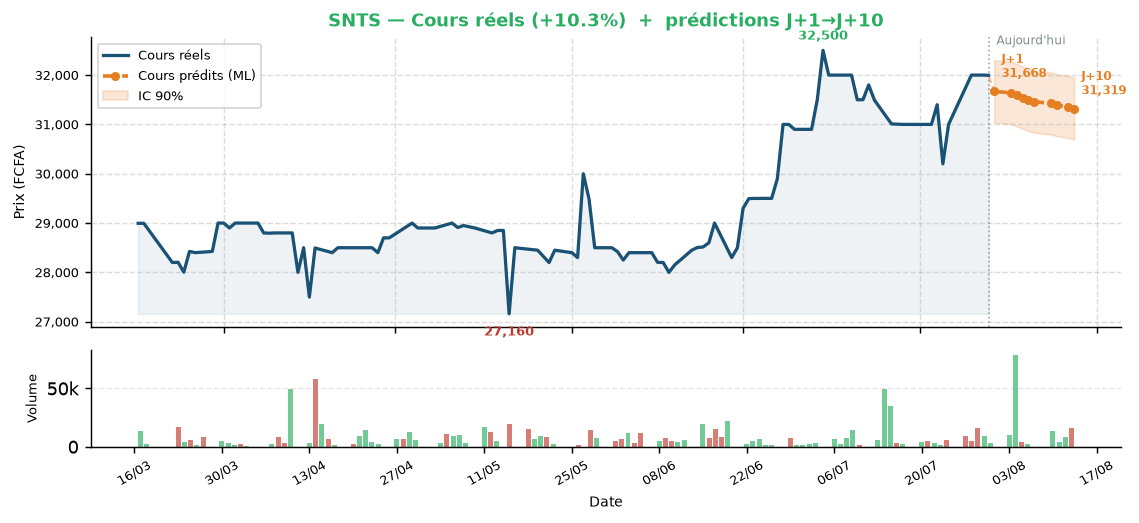 SNTS — Cours réels (+10.3%)  +  prédictions J+1→J+10
Cours réels
Cours prédits (ML)
IC 90%
32,500
Aujourd'hui
J+1
31,668
J+10
31,319
27,160
Prix (FCFA)
32,000
31,000
30,000
29,000
28,000
27,000
Volume
50k
0
16/03
30/03
13/04
27/04
11/05
25/05
08/06
22/06
06/07
20/07
03/08
17/08
Date